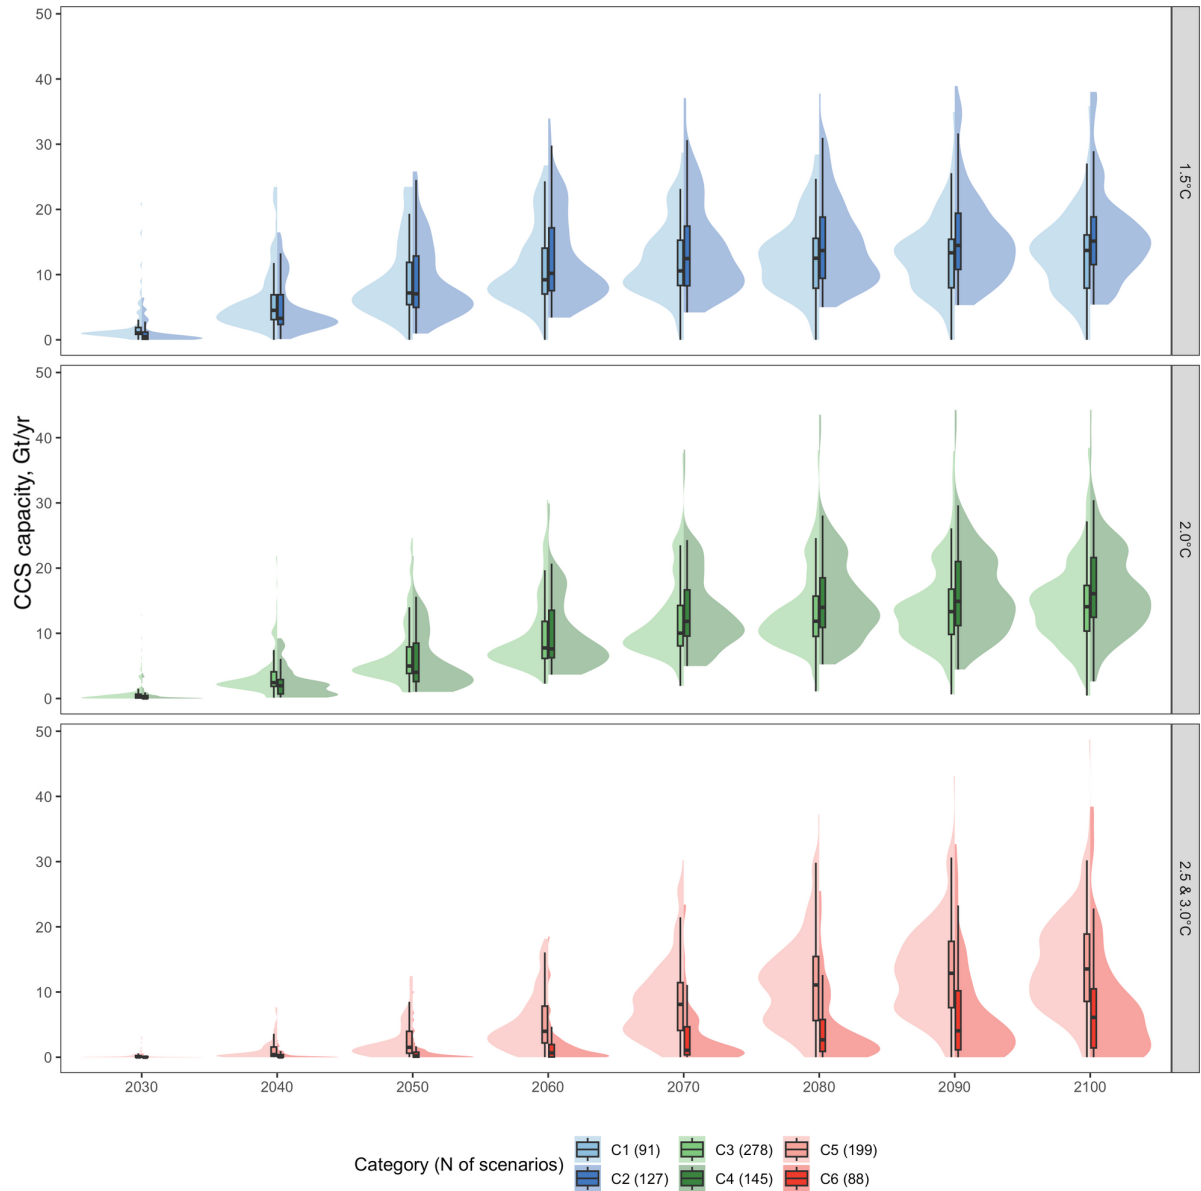 50
40
30
20
10
0
1.5°C
50
40
30
20
10
0
2.0°C
CCS capacity, Gt/yr
50
40
30
20
10
0
2.5 & 3.0°C
2030 2040 2050 2060 2070 2080 2090 2100
Category (N of scenarios)
C1 (91) C3 (278) C5 (199)
C2 (127) C4 (145) C6 (88)